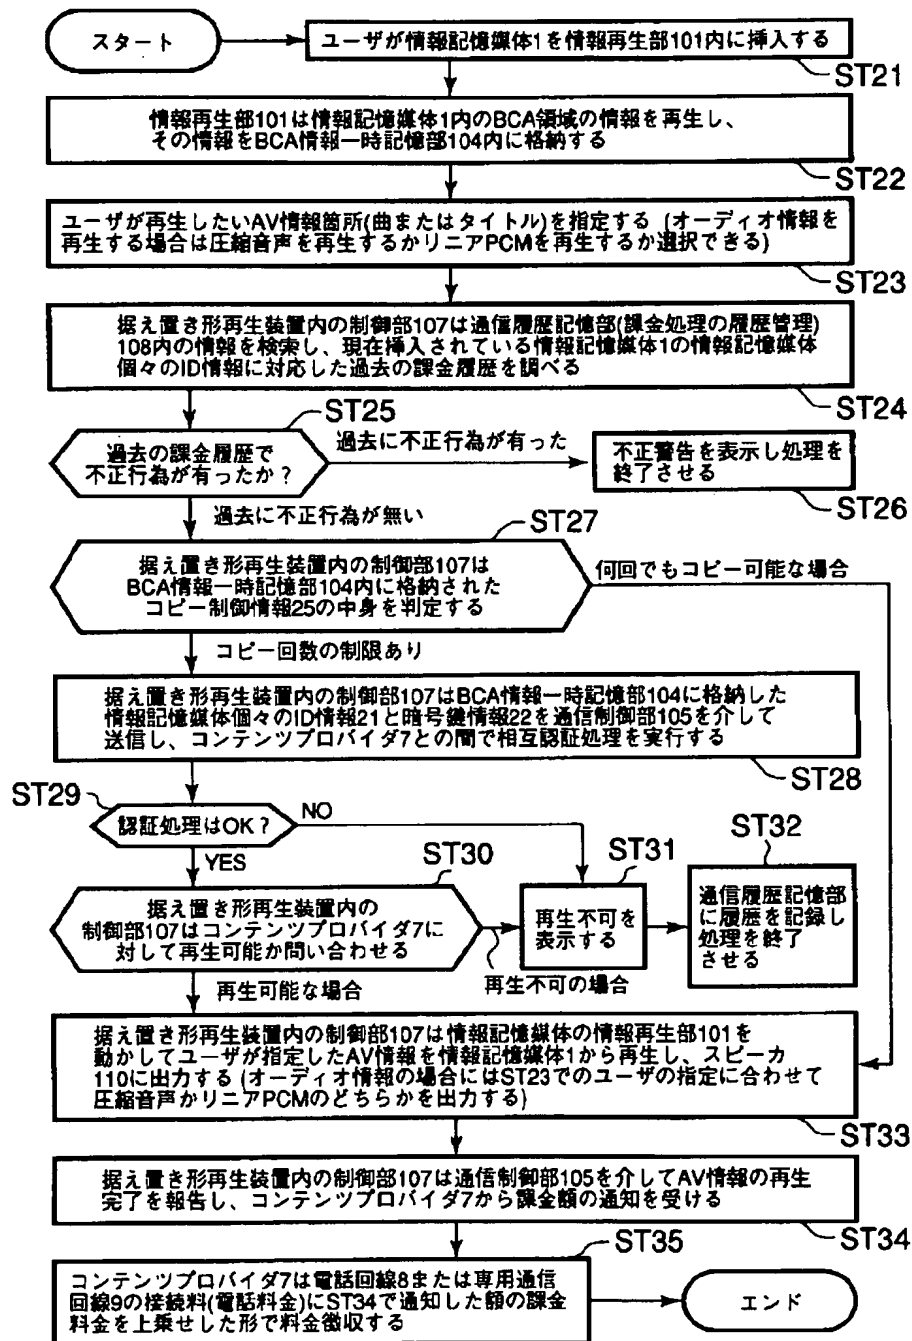 スタート
ユーザが情報記憶媒体1を情報再生部101内に挿入する
ST21
情報再生部101は情報記憶媒体1内のBCA領域の情報を再生し、
その情報をBCA情報一時記憶部104内に格納する
ST22
ユーザが再生したいAV情報箇所(曲またはタイトル)を指定する (オーディオ情報を
再生する場合は圧縮音声を再生するかリニアPCMを再生するか選択できる)
ST23
据え置き形再生装置内の制御部107は通信履歴記憶部(課金処理の履歴管理)
108内の情報を検索し、現在挿入されている情報記憶媒体1の情報記憶媒体
個々のID情報に対応した過去の課金履歴を調べる
ST24
ST25
過去の課金履歴で
不正行為が有ったか?
過去に不正行為が有った
不正警告を表示し処理を
終了させる
ST26
過去に不正行為が無い
ST27
据え置き形再生装置内の制御部107は
BCA情報一時記憶部104内に格納された
コピー制御情報25の中身を判定する
何回でもコピー可能な場合
コピー回数の制限あり
据え置き形再生装置内の制御部107はBCA情報一時記憶部104に格納した
情報記憶媒体個々のID情報21と暗号鍵情報22を通信制御部105を介して
送信し、コンテンツプロバイダ7との間で相互認証処理を実行する
ST28
ST29
認証処理はOK?
NO
YES
ST30
据え置き形再生装置内の
制御部107はコンテンツプロバイダ7に
対して再生可能か問い合わせる
ST31
再生不可を
表示する
ST32
通信履歴記憶部
に履歴を記録し
処理を終了
させる
再生不可の場合
再生可能な場合
据え置き形再生装置内の制御部107は情報記憶媒体の情報再生部101を
動かしてユーザが指定したAV情報を情報記憶媒体1から再生し、スピーカ
110に出力する (オーディオ情報の場合にはST23でのユーザの指定に合わせて
圧縮音声かリニアPCMのどちらかを出力する)
ST33
据え置き形再生装置内の制御部107は通信制御部105を介してAV情報の再生
完了を報告し、コンテンツプロバイダ7から課金額の通知を受ける
ST34
ST35
コンテンツプロバイダ7は電話回線8または専用通信
回線9の接続料(電話料金)にST34で通知した額の課金
料金を上乗せした形で料金徴収する
エンド